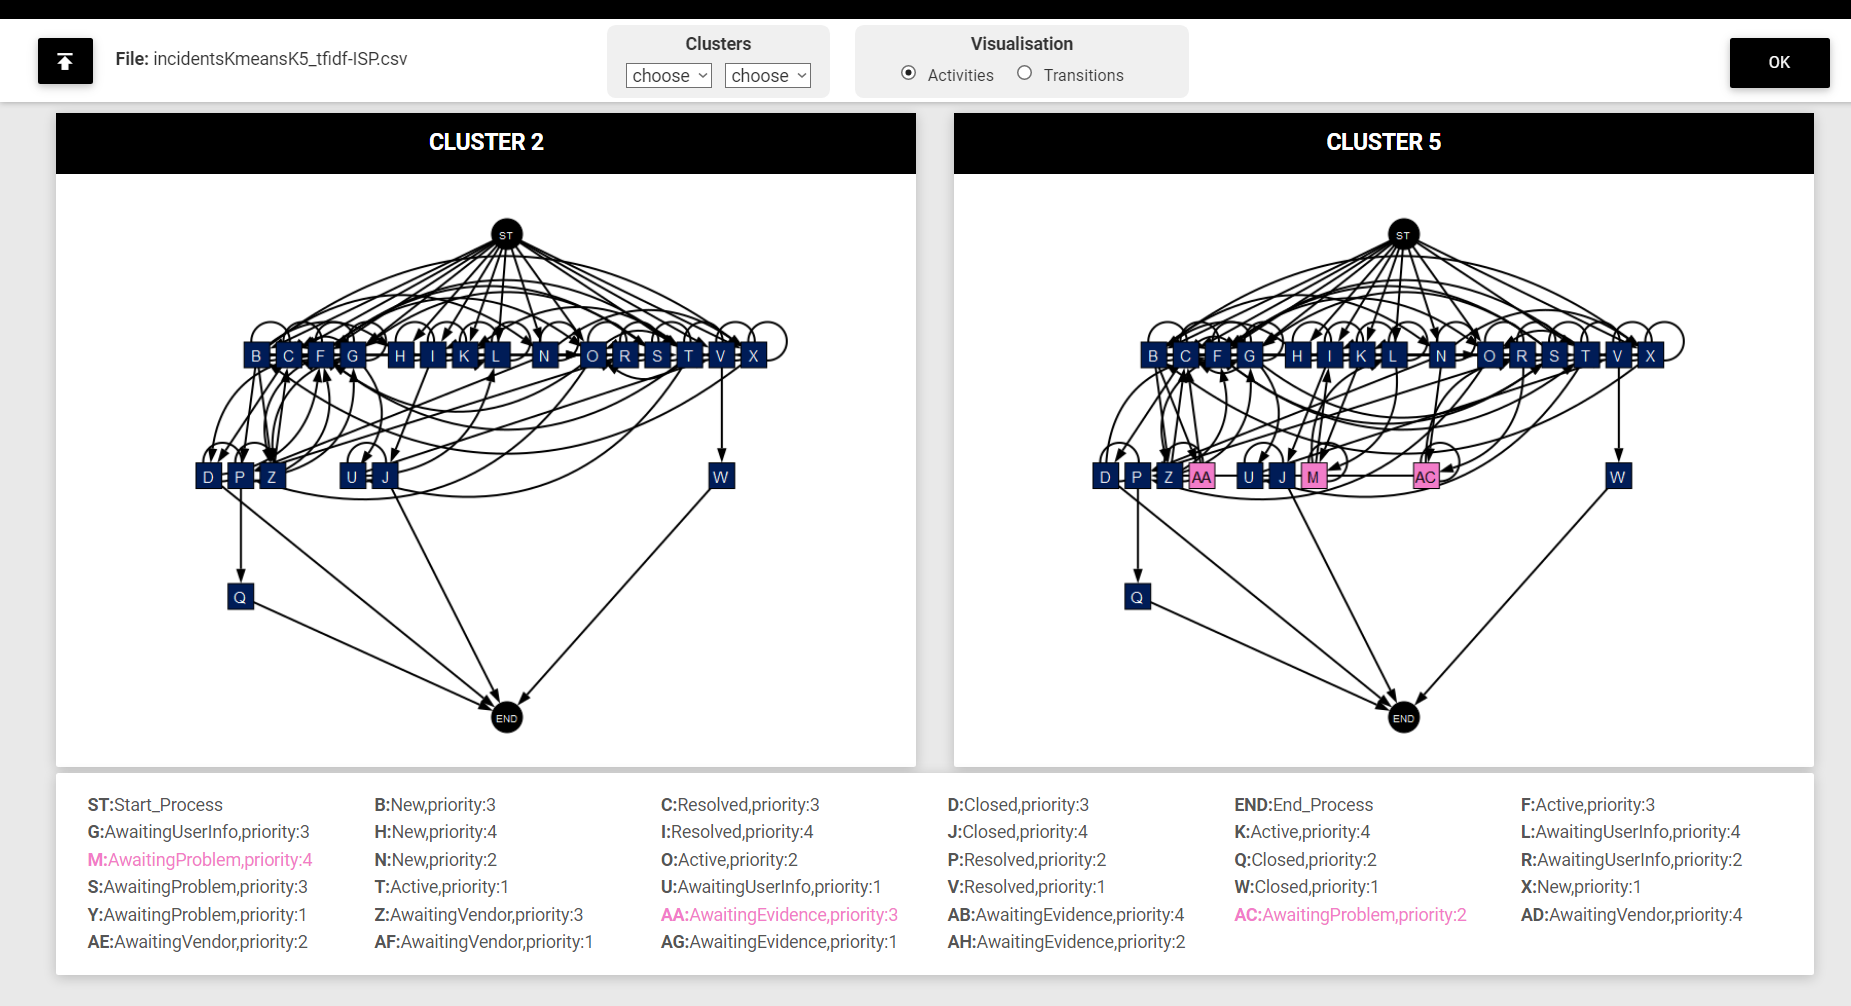 File: incidentsKmeansK5_tfidf-ISP.csv
Clusters
choose choose
Visualisation
Activities Transitions
OK
CLUSTER 2
ST
B C F G H I K L N O R S T V X
D P Z U J W
Q
END
CLUSTER 5
ST
B C F G H I K L N O R S T V X
D P Z AA U J M AC W
Q
END
ST:Start_Process B:New,priority:3 C:Resolved,priority:3 D:Closed,priority:3 END:End_Process F:Active,priority:3
G:AwaitingUserInfo,priority:3 H:New,priority:4 I:Resolved,priority:4 J:Closed,priority:4 K:Active,priority:4 L:AwaitingUserInfo,priority:4
M:AwaitingProblem,priority:4 N:New,priority:2 O:Active,priority:2 P:Resolved,priority:2 Q:Closed,priority:2 R:AwaitingUserInfo,priority:2
S:AwaitingProblem,priority:3 T:Active,priority:1 U:AwaitingUserInfo,priority:1 V:Resolved,priority:1 W:Closed,priority:1 X:New,priority:1
Y:AwaitingProblem,priority:1 Z:AwaitingVendor,priority:3 AA:AwaitingEvidence,priority:3 AB:AwaitingEvidence,priority:4 AC:AwaitingProblem,priority:2 AD:AwaitingVendor,priority:4
AE:AwaitingVendor,priority:2 AF:AwaitingVendor,priority:1 AG:AwaitingEvidence,priority:1 AH:AwaitingEvidence,priority:2